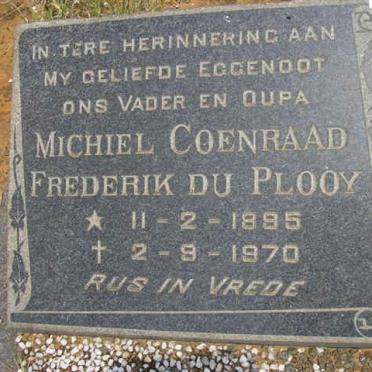 IN TERE HERINNERING AAN
MY GELIEFDE EGGENOOT
ONS VADER EN OUPA
MICHIEL COENRAAD
FREDERIK DU PLOOY
★ 11-2-1895
✝ 2-9-1970
RUS IN VREDE